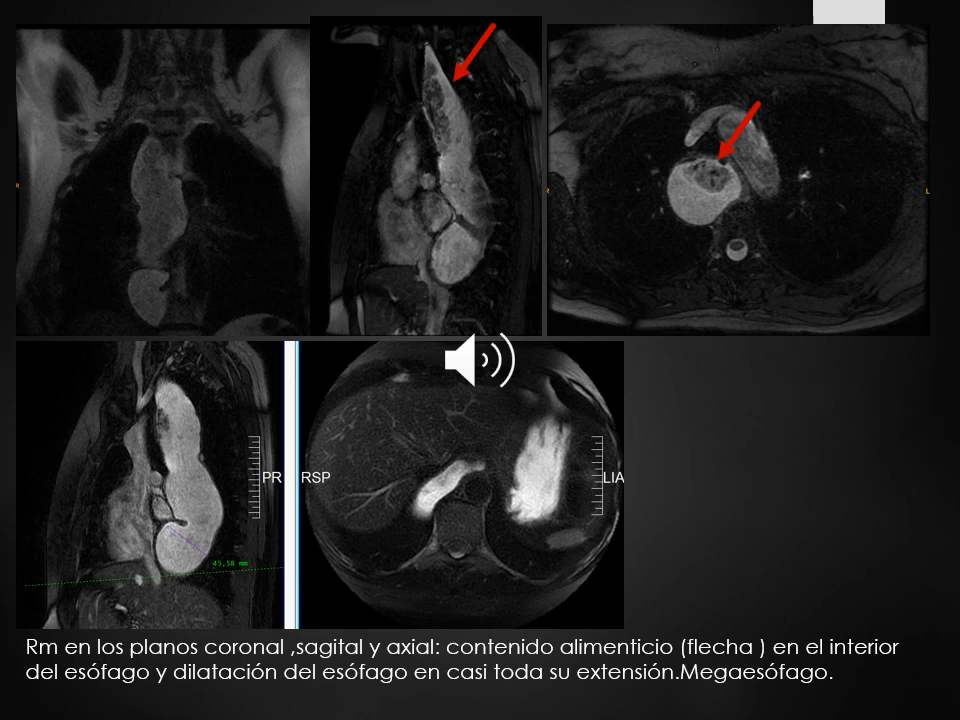 R
L
PR
RSP
LIA
45,58 mm
Rm en los planos coronal ,sagital y axial: contenido alimenticio (flecha ) en el interior
del esófago y dilatación del esófago en casi toda su extensión.Megaesófago.